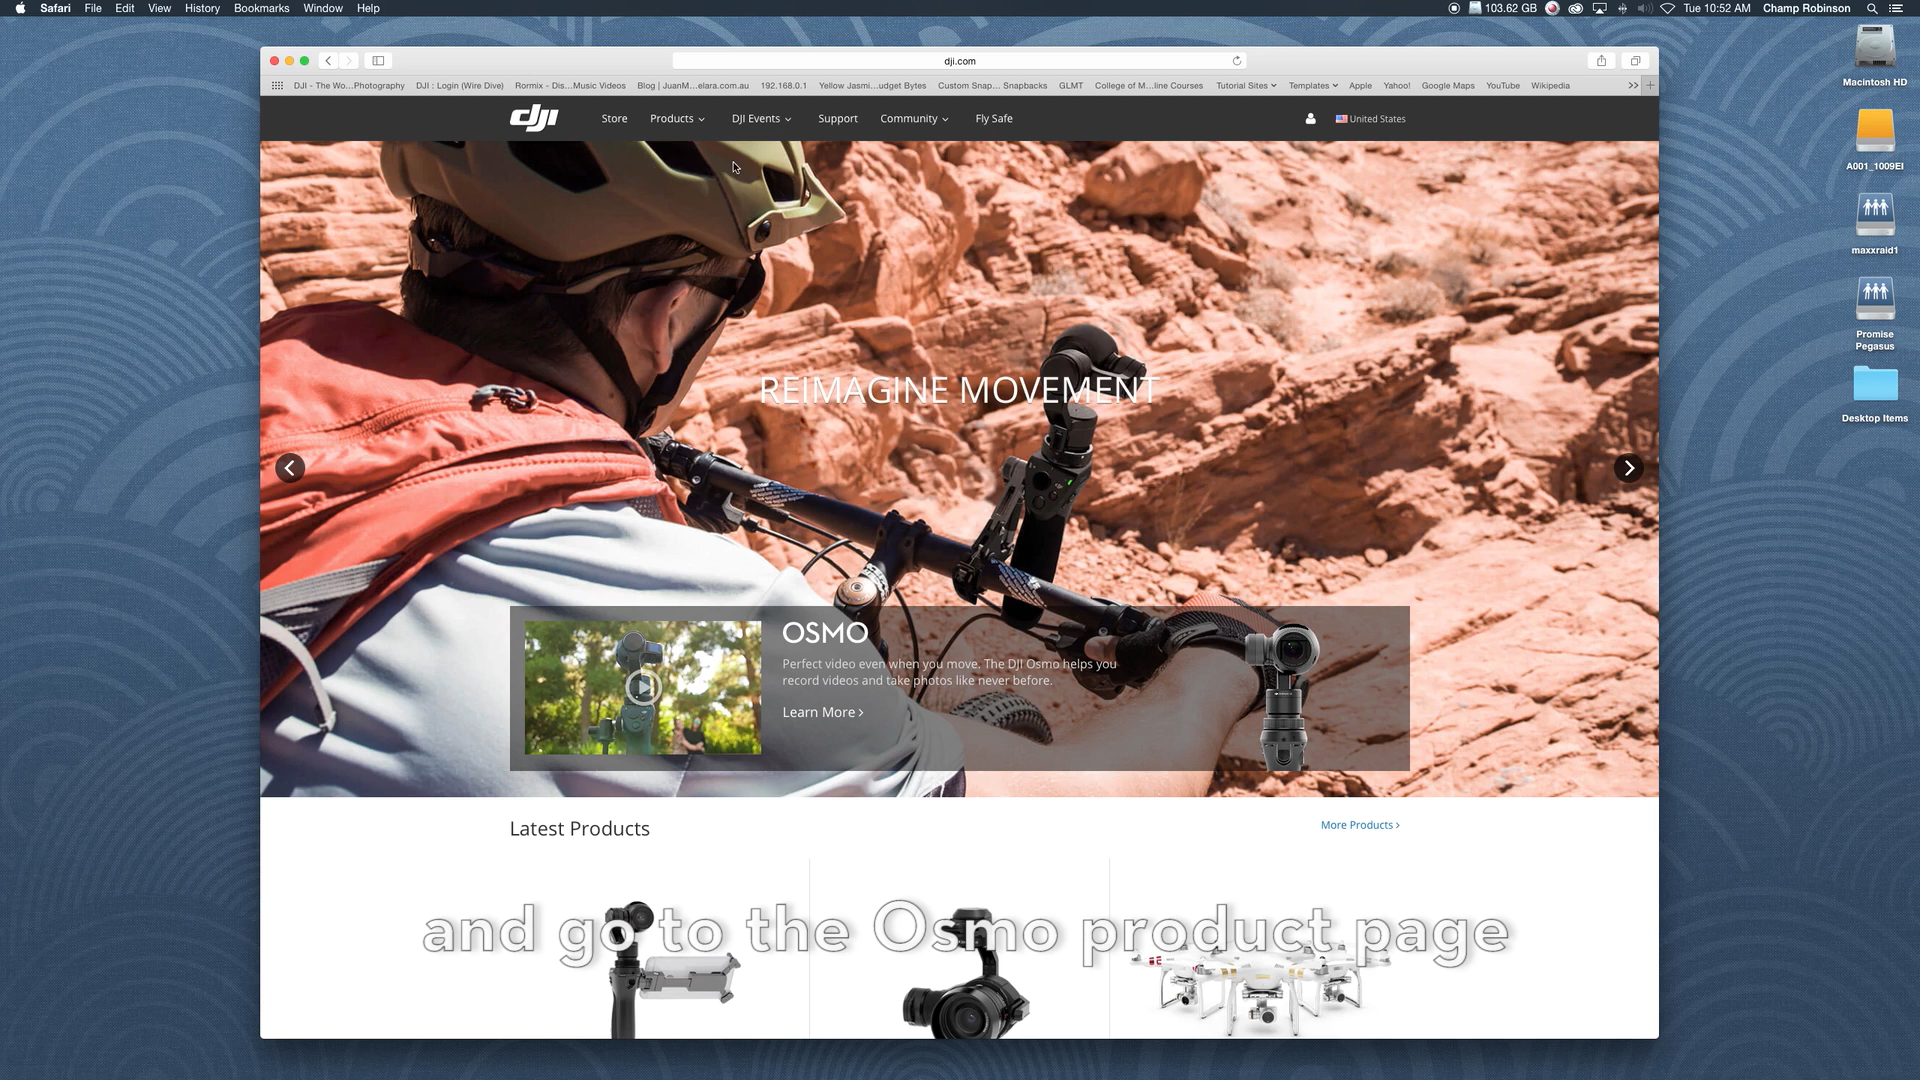 Safari File Edit View History Bookmarks Window Help
103.62 GB Tue 10:52 AM Champ Robinson
dji.com
DJI - The Wo...Photography DJI : Login (Wire Dive) Rormix - Dis...Music Videos Blog | JuanM...elara.com.au 192.168.0.1 Yellow Jasmi...udget Bytes Custom Snap... Snapbacks GLMT College of M...line Courses Tutorial Sites Templates Apple Yahoo! Google Maps YouTube Wikipedia
dji Store Products DJI Events Support Community Fly Safe United States
Macintosh HD
A001_1009EI
maxxraid1
Promise
Pegasus
Desktop Items
REIMAGINE MOVEMENT
OSMO
Perfect video even when you move. The DJI Osmo helps you
record videos and take photos like never before.
Learn More >
Latest Products
More Products >
and go to the Osmo product page